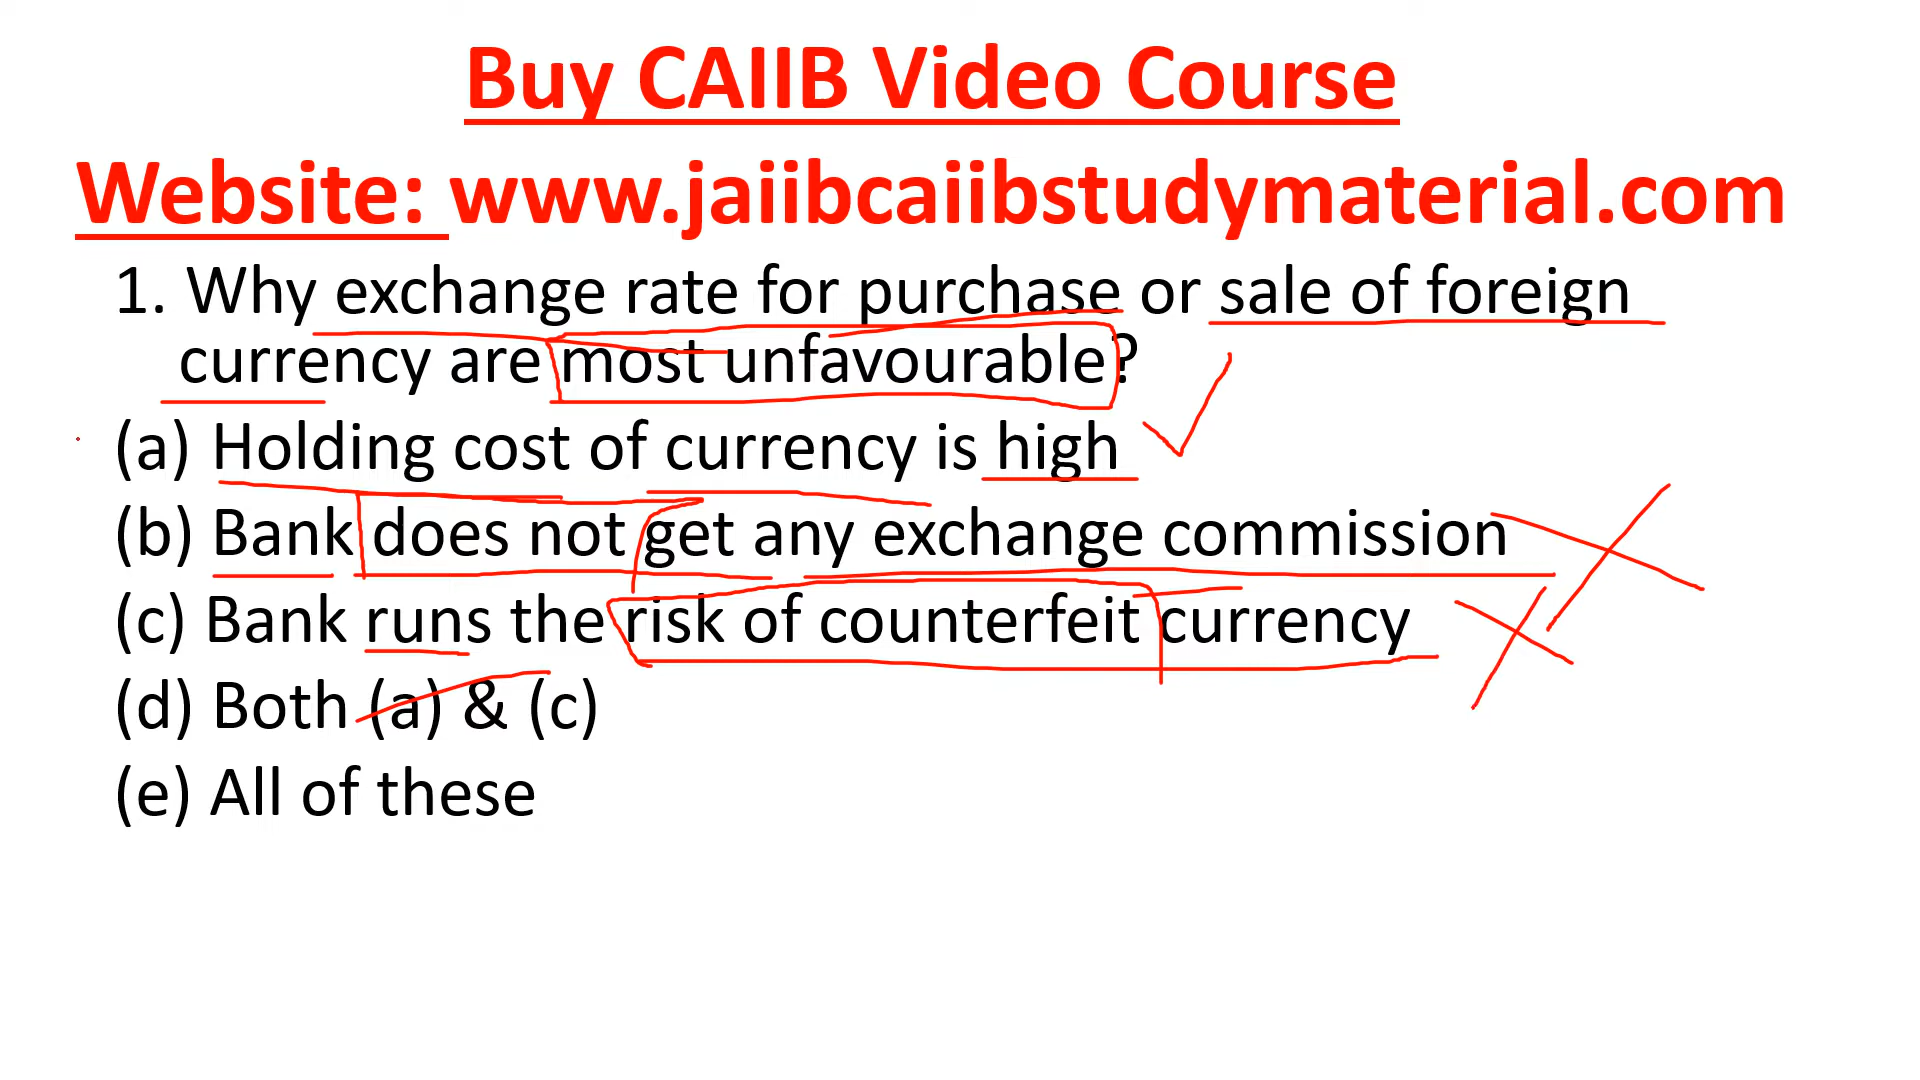 Buy CAIIB Video Course
Website: www.jaiibcaiibstudymaterial.com
1. Why exchange rate for purchase or sale of foreign
currency are most unfavourable?
(a) Holding cost of currency is high
(b) Bank does not get any exchange commission
(c) Bank runs the risk of counterfeit currency
(d) Both (a) & (c)
(e) All of these